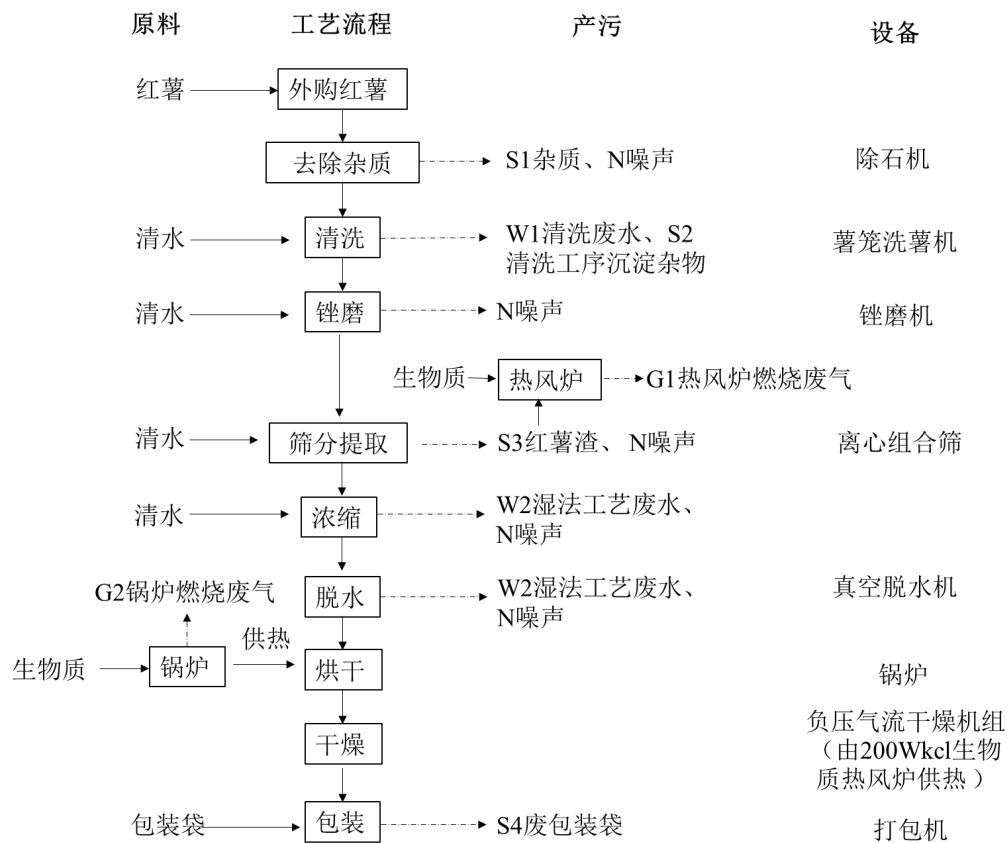 原料 工艺流程 产污 设备
红薯 外购红薯
去除杂质 S1杂质、N噪声 除石机
清水 清洗 W1清洗废水、S2
清洗工序沉淀杂物 薯笼洗薯机
清水 锉磨 N噪声 锉磨机
生物质 热风炉 G1热风炉燃烧废气
清水 筛分提取 S3红薯渣、 N噪声 离心组合筛
清水 浓缩 W2湿法工艺废水、
N噪声
G2锅炉燃烧废气 脱水 W2湿法工艺废水、
N噪声 真空脱水机
供热
生物质 锅炉 烘干 锅炉
干燥 负压气流干燥机组
（由200Wkcl生物
质热风炉供热）
包装袋 包装 S4废包装袋 打包机